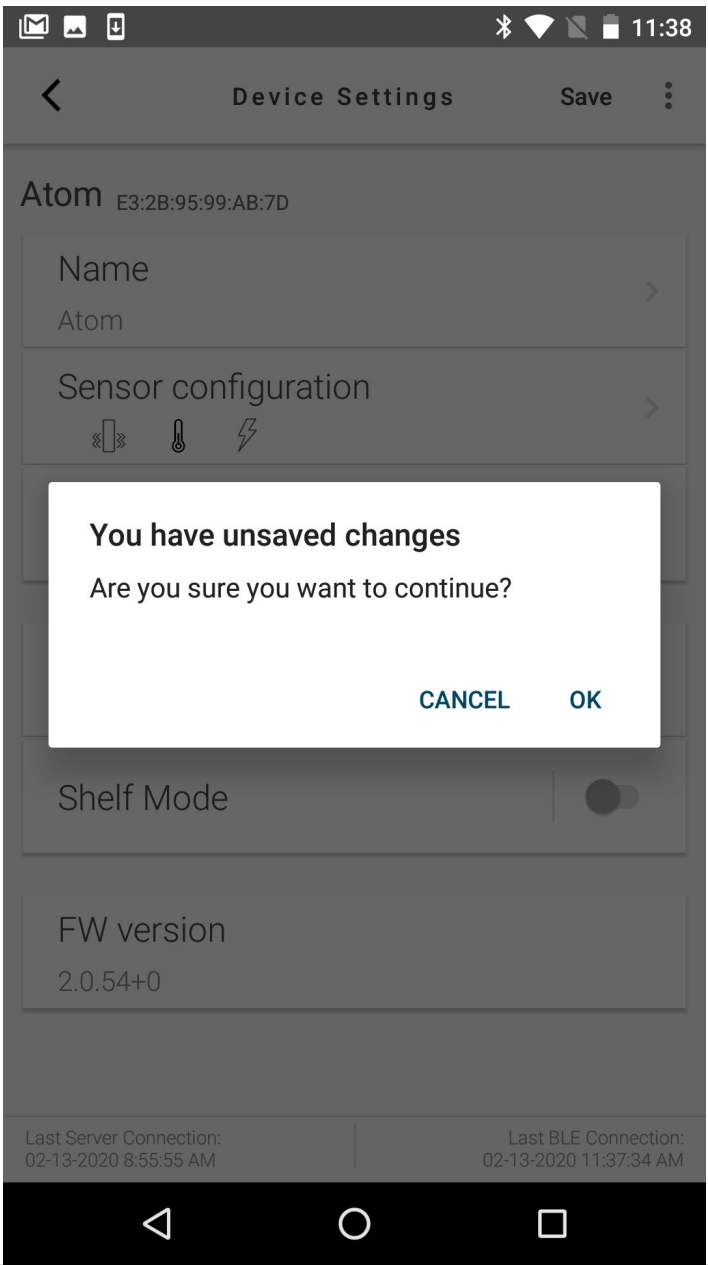 11:38
Device Settings Save
Atom E3:2B:95:99:AB:7D
Name
Atom
Sensor configuration
You have unsaved changes
Are you sure you want to continue?
CANCEL OK
Shelf Mode
FW version
2.0.54+0
Last Server Connection:
02-13-2020 8:55:55 AM
Last BLE Connection:
02-13-2020 11:37:34 AM